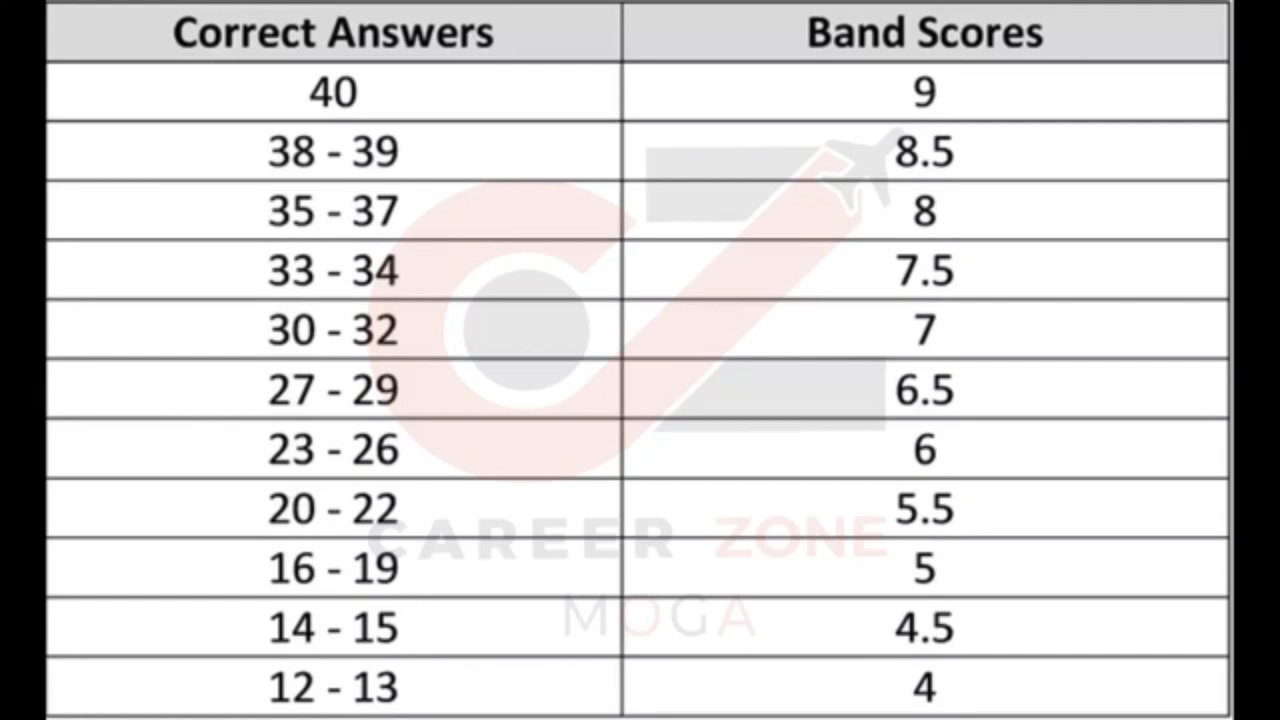 Correct Answers Band Scores
40 9
38 - 39 8.5
35 - 37 8
33 - 34 7.5
30 - 32 7
27 - 29 6.5
23 - 26 6
20 - 22 5.5
CAREER ZONE
16 - 19 5
MOGA
14 - 15 4.5
12 - 13 4